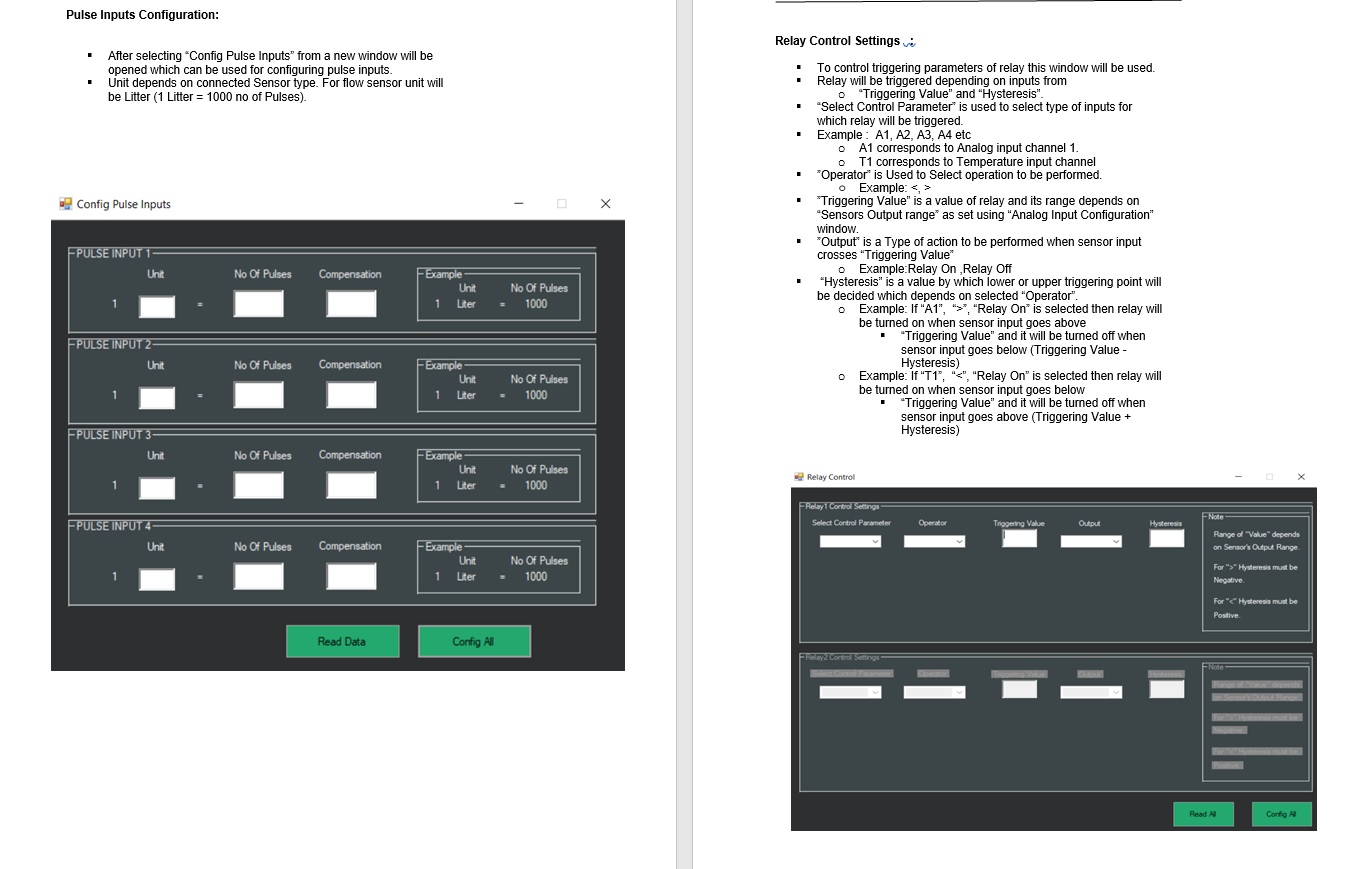 Pulse Inputs Configuration:
▪ After selecting “Config Pulse Inputs” from a new window will be
opened which can be used for configuring pulse inputs.
▪ Unit depends on connected Sensor type. For flow sensor unit will
be Litter (1 Litter = 1000 no of Pulses).
Config Pulse Inputs
PULSE INPUT 1
Unit No Of Pulses Compensation
1 =
Example
Unit No Of Pulses
1 Liter = 1000
PULSE INPUT 2
Unit No Of Pulses Compensation
1 =
Example
Unit No Of Pulses
1 Liter = 1000
PULSE INPUT 3
Unit No Of Pulses Compensation
1 =
Example
Unit No Of Pulses
1 Liter = 1000
PULSE INPUT 4
Unit No Of Pulses Compensation
1 =
Example
Unit No Of Pulses
1 Liter = 1000
Read Data Config All
Relay Control Settings :
▪ To control triggering parameters of relay this window will be used.
▪ Relay will be triggered depending on inputs from
o “Triggering Value” and “Hysteresis”.
▪ “Select Control Parameter” is used to select type of inputs for
which relay will be triggered.
▪ Example : A1, A2, A3, A4 etc
o A1 corresponds to Analog input channel 1.
o T1 corresponds to Temperature input channel
▪ ”Operator” is Used to Select operation to be performed.
o Example: <, >
▪ ”Triggering Value” is a value of relay and its range depends on
“Sensors Output range” as set using “Analog Input Configuration”
window.
▪ ”Output” is a Type of action to be performed when sensor input
crosses “Triggering Value”
o Example:Relay On ,Relay Off
▪ “Hysteresis” is a value by which lower or upper triggering point will
be decided which depends on selected “Operator”.
o Example: If “A1”, “>”, “Relay On” is selected then relay will
be turned on when sensor input goes above
▪ “Triggering Value” and it will be turned off when
sensor input goes below (Triggering Value -
Hysteresis)
o Example: If “T1”, “<”, “Relay On” is selected then relay will
be turned on when sensor input goes below
▪ “Triggering Value” and it will be turned off when
sensor input goes above (Triggering Value +
Hysteresis)
Relay Control
Relay1 Control Settings
Select Control Parameter Operator Triggering Value Output Hysteresis
Note
Range of "Value" depends
on Sensor's Output Range.
For ">" Hysteresis must be
Negative.
For "<" Hysteresis must be
Positive.
Relay2 Control Settings
Select Control Parameter Operator Triggering Value Output Hysteresis
Note
Range of "Value" depends
on Sensor's Output Range.
For ">" Hysteresis must be
Negative.
For "<" Hysteresis must be
Positive.
Read All Config All